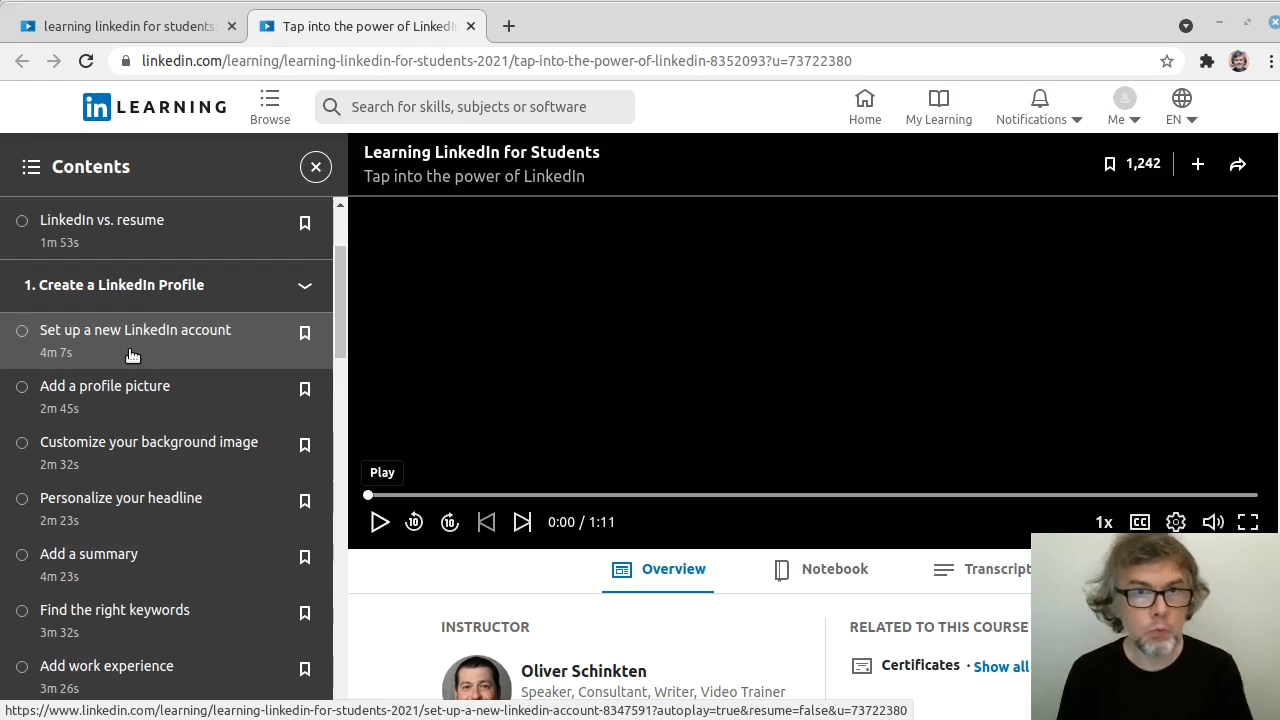 learning linkedin for students
Tap into the power of LinkedIn
linkedin.com/learning/learning-linkedin-for-students-2021/tap-into-the-power-of-linkedin-8352093?u=73722380
in LEARNING
Browse
Search for skills, subjects or software
Home
My Learning
Notifications
Me
EN
Contents
Learning LinkedIn for Students
Tap into the power of LinkedIn
1,242
LinkedIn vs. resume
1m 53s
1. Create a LinkedIn Profile
Set up a new LinkedIn account
4m 7s
Add a profile picture
2m 45s
Customize your background image
2m 32s
Personalize your headline
2m 23s
Add a summary
4m 23s
Find the right keywords
3m 32s
Add work experience
3m 26s
Play
10
10
0:00 / 1:11
1x
CC
Overview
Notebook
Transcript
INSTRUCTOR
Oliver Schinkten
Speaker, Consultant, Writer, Video Trainer
RELATED TO THIS COURSE
Certificates · Show all
https://www.linkedin.com/learning/learning-linkedin-for-students-2021/set-up-a-new-linkedin-account-8347591?autoplay=true&resume=false&u=73722380